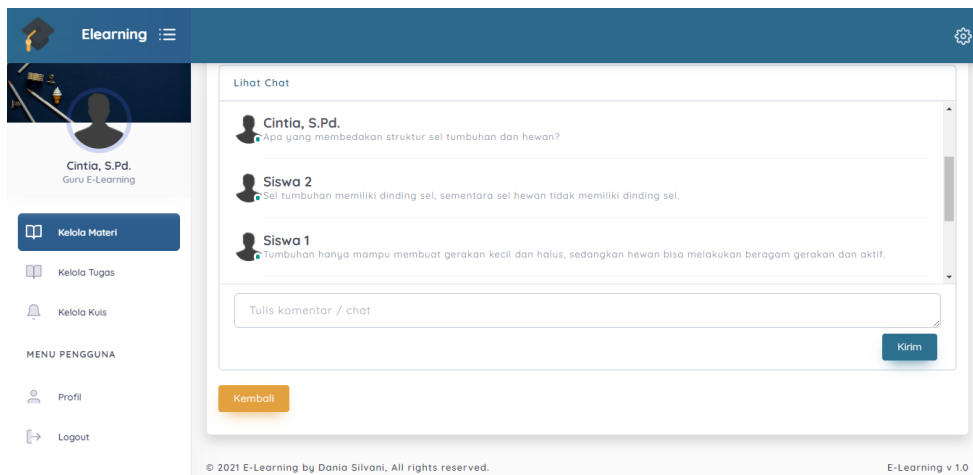 Elearning
Cintia, S.Pd.
Guru E-Learning
Kelola Materi
Kelola Tugas
Kelola Kuis
MENU PENGGUNA
Profil
Logout
Lihat Chat
Cintia, S.Pd.
Apa yang membedakan struktur sel tumbuhan dan hewan?
Siswa 2
Sel tumbuhan memiliki dinding sel, sementara sel hewan tidak memiliki dinding sel.
Siswa 1
Tumbuhan hanya mampu membuat gerakan kecil dan halus, sedangkan hewan bisa melakukan beragam gerakan dan aktif.
Tulis komentar / chat
Kirim
Kembali
© 2021 E-Learning by Dania Silvani, All rights reserved.
E-Learning v 1.0